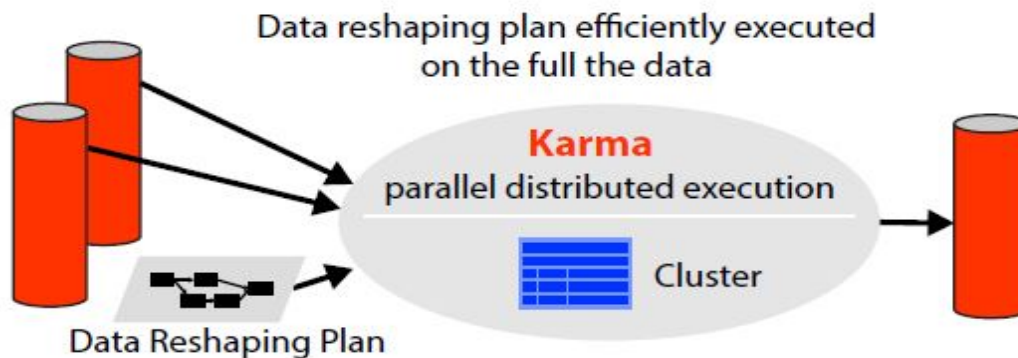 Data reshaping plan efficiently executed
on the full the data
Karma
parallel distributed execution
Cluster
Data Reshaping Plan